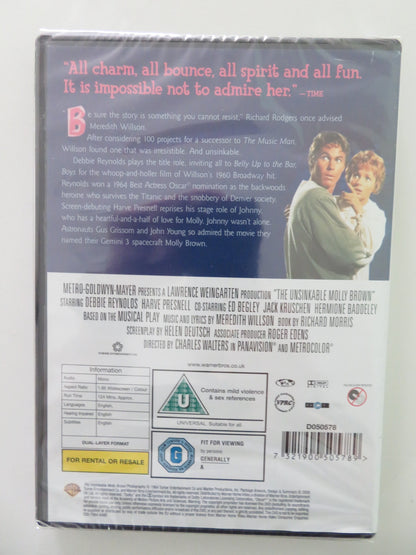 “All charm, all bounce, all spirit and all fun.
It is impossible not to admire her.” –TIME
Be sure the story is something you cannot resist,” Richard Rodgers once advised
Meredith Willson.
After considering 100 projects for a successor to The Music Man,
Willson found one that was irresistible. And unsinkable.
Debbie Reynolds plays the title role, inviting all to Belly Up to the Bar,
Boys for the whoop-and-holler film of Willson's 1960 Broadway hit.
Reynolds won a 1964 Best Actress Oscar® nomination as the backwoods
heroine who survives the Titanic and the snobbery of Denver society.
Screen-debuting Harve Presnell reprises his stage role of Johnny,
who has a heartful-and-a-half of love for Molly. Johnny wasn't alone.
Astronauts Gus Grissom and John Young so admired the movie they
named their Gemini 3 spacecraft Molly Brown.
METRO-GOLDWYN-MAYER PRESENTS A LAWRENCE WEINGARTEN PRODUCTION "THE UNSINKABLE MOLLY BROWN"
STARRING DEBBIE REYNOLDS HARVE PRESNELL CO-STARRING ED BEGLEY JACK KRUSCHEN HERMIONE BADDELEY
BASED ON THE MUSICAL PLAY MUSIC AND LYRICS BY MEREDITH WILLSON BOOK BY RICHARD MORRIS
SCREENPLAY BY HELEN DEUTSCH ASSOCIATE PRODUCER ROGER EDENS
DIRECTED BY CHARLES WALTERS IN PANAVISION® AND METROCOLOR®
www.warnerbros.co.uk
Information
Audio: Mono
Aspect Ratio:
Run Time: 124 Mins. Approx.
Languages: English.
Hearing Impaired: English.
Subtitles: English.
DUAL-LAYER FORMAT
FOR RENTAL OR RESALE
U
Contains mild violence
& sex references
UNIVERSAL Suitable for all
G
FIT FOR VIEWING
by persons
GENERALLY
A
VPRC
D050578
7 321900 505789 >